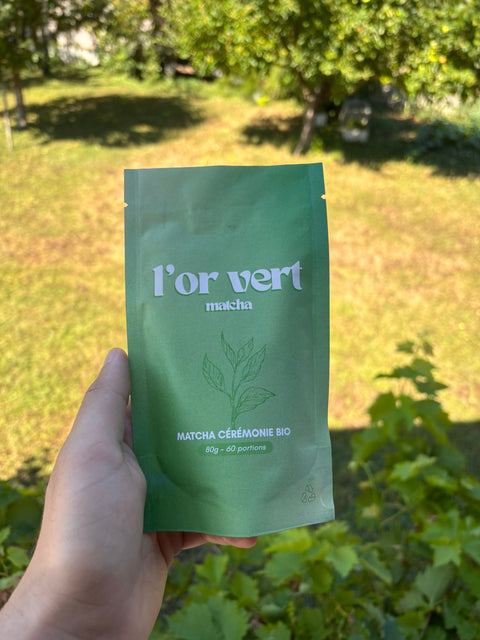 l'or vert
matcha
MATCHA CÉRÉMONIE BIO
80g - 60 portions